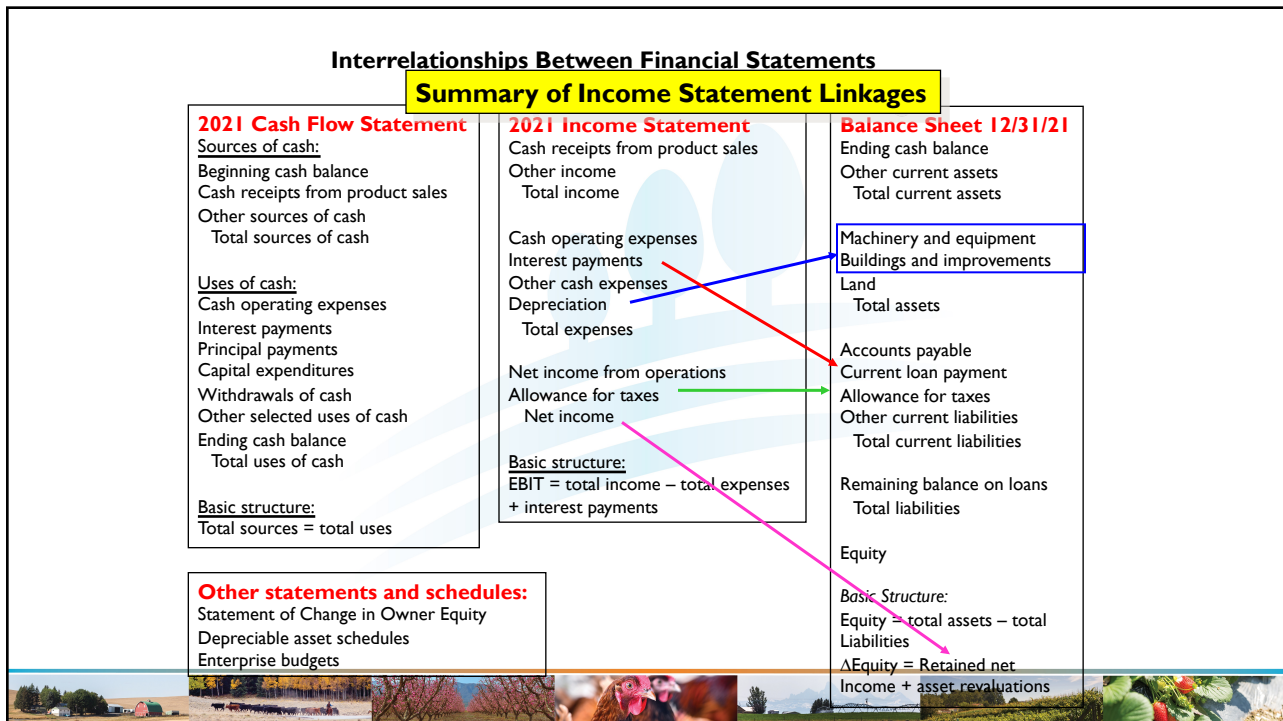 Interrelationships Between Financial Statements
Summary of Income Statement Linkages
2021 Cash Flow Statement
Sources of cash:
Beginning cash balance
Cash receipts from product sales
Other sources of cash
Total sources of cash
Uses of cash:
Cash operating expenses
Interest payments
Principal payments
Capital expenditures
Withdrawals of cash
Other selected uses of cash
Ending cash balance
Total uses of cash
Basic structure:
Total sources = total uses
2021 Income Statement
Cash receipts from product sales
Other income
Total income
Cash operating expenses
Interest payments
Other cash expenses
Depreciation
Total expenses
Net income from operations
Allowance for taxes
Net income
Basic structure:
EBIT = total income – total expenses
+ interest payments
Balance Sheet 12/31/21
Ending cash balance
Other current assets
Total current assets
Machinery and equipment
Buildings and improvements
Land
Total assets
Accounts payable
Current loan payment
Allowance for taxes
Other current liabilities
Total current liabilities
Remaining balance on loans
Total liabilities
Equity
Basic Structure:
Equity = total assets – total
Liabilities
ΔEquity = Retained net
Income + asset revaluations
Other statements and schedules:
Statement of Change in Owner Equity
Depreciable asset schedules
Enterprise budgets